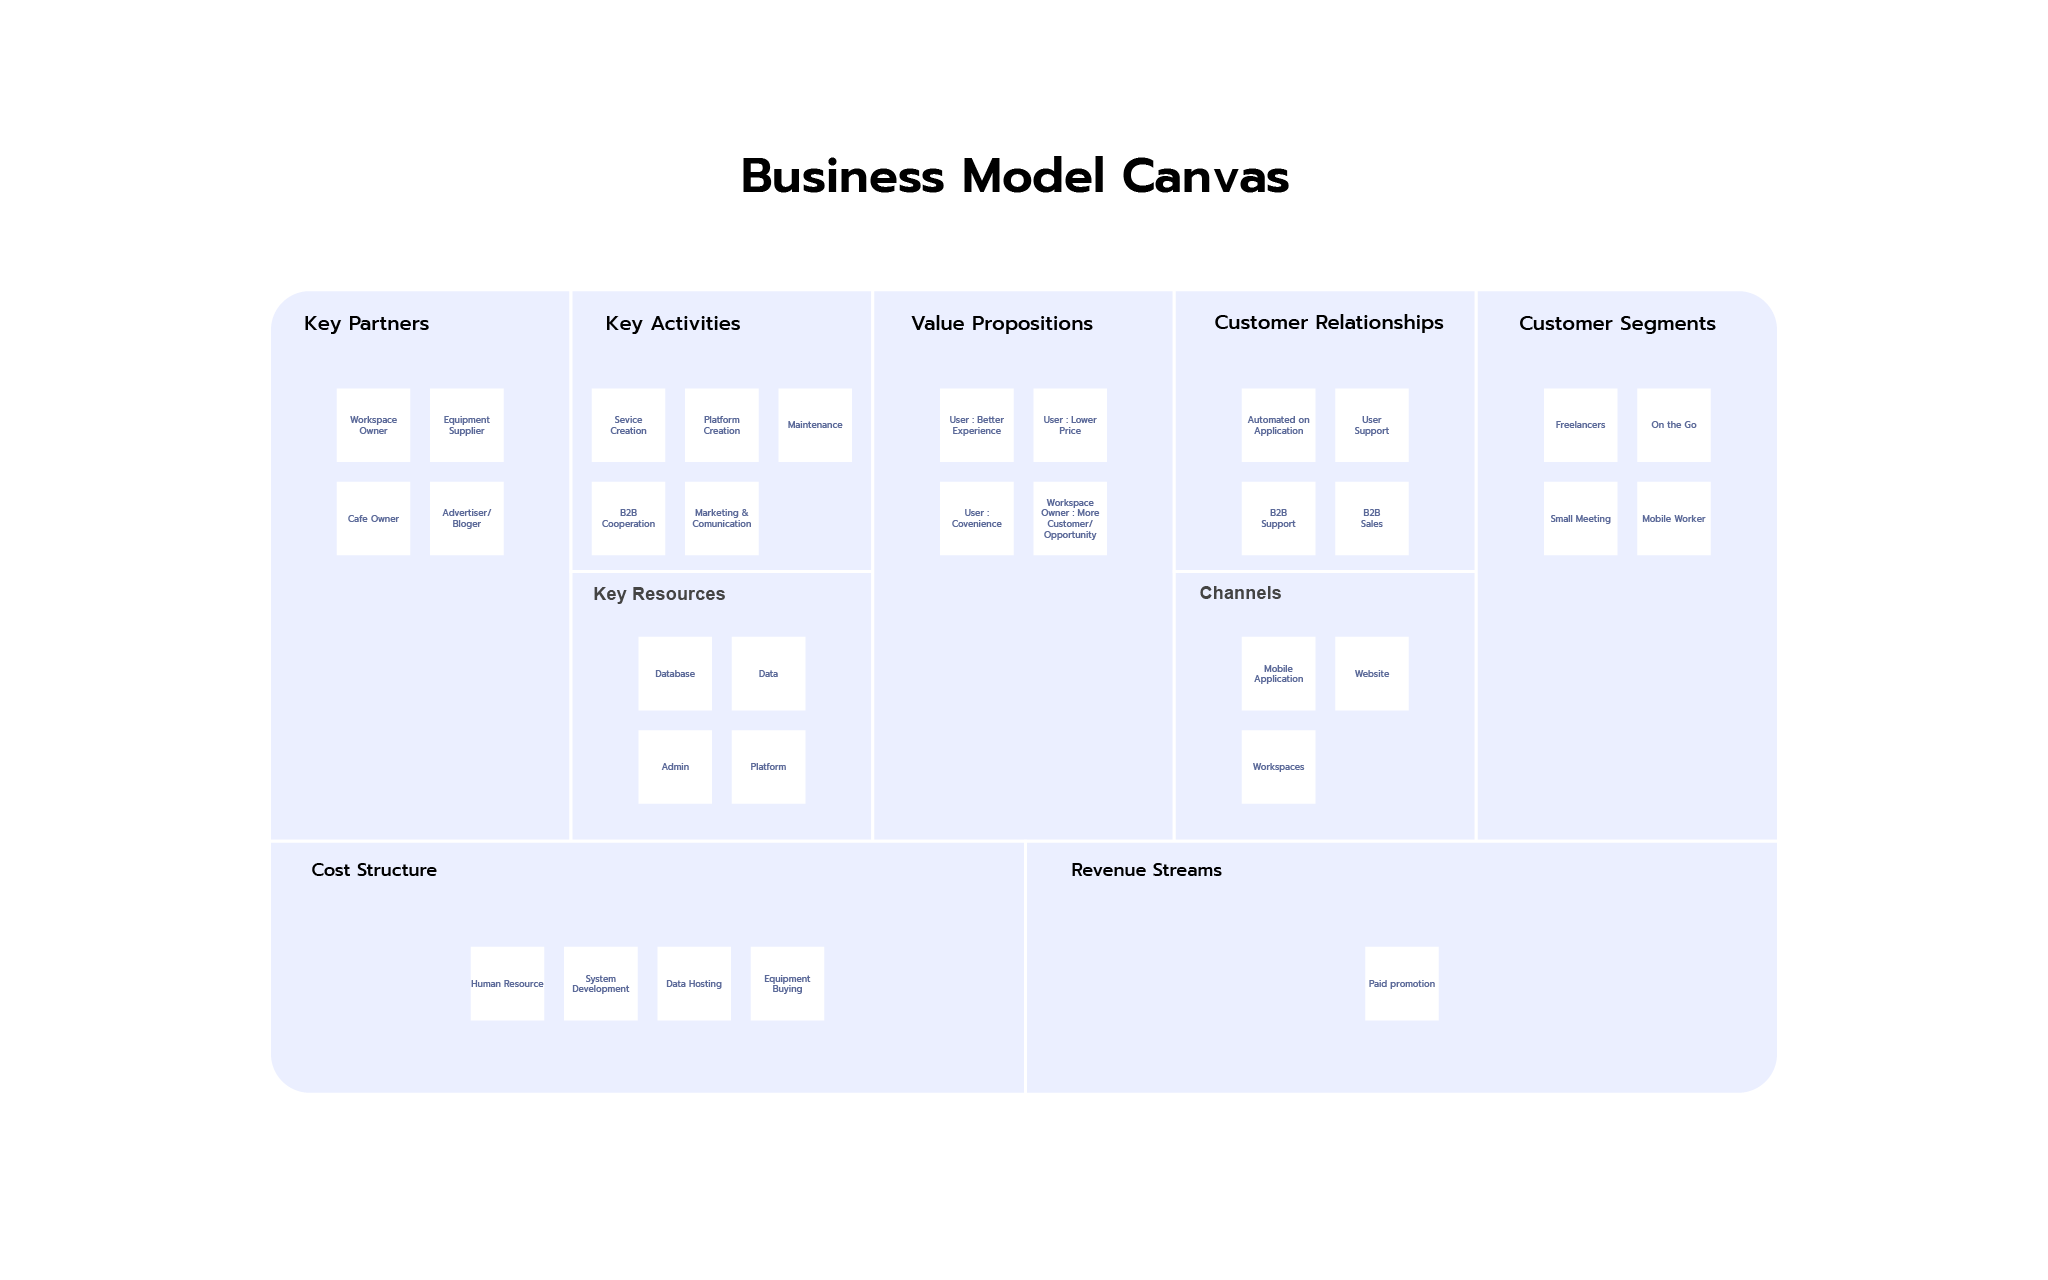 Business Model Canvas
Key Partners
Workspace
Owner
Equipment
Supplier
Cafe Owner
Advertiser/
Bloger
Key Activities
Sevice
Creation
Platform
Creation
Maintenance
B2B
Cooperation
Marketing &
Comunication
Key Resources
Database
Data
Admin
Platform
Value Propositions
User : Better
Experience
User : Lower
Price
User :
Covenience
Workspace
Owner : More
Customer/
Opportunity
Customer Relationships
Automated on
Application
User
Support
B2B
Support
B2B
Sales
Channels
Mobile
Application
Website
Workspaces
Customer Segments
Freelancers
On the Go
Small Meeting
Mobile Worker
Cost Structure
Human Resource
System
Development
Data Hosting
Equipment
Buying
Revenue Streams
Paid promotion